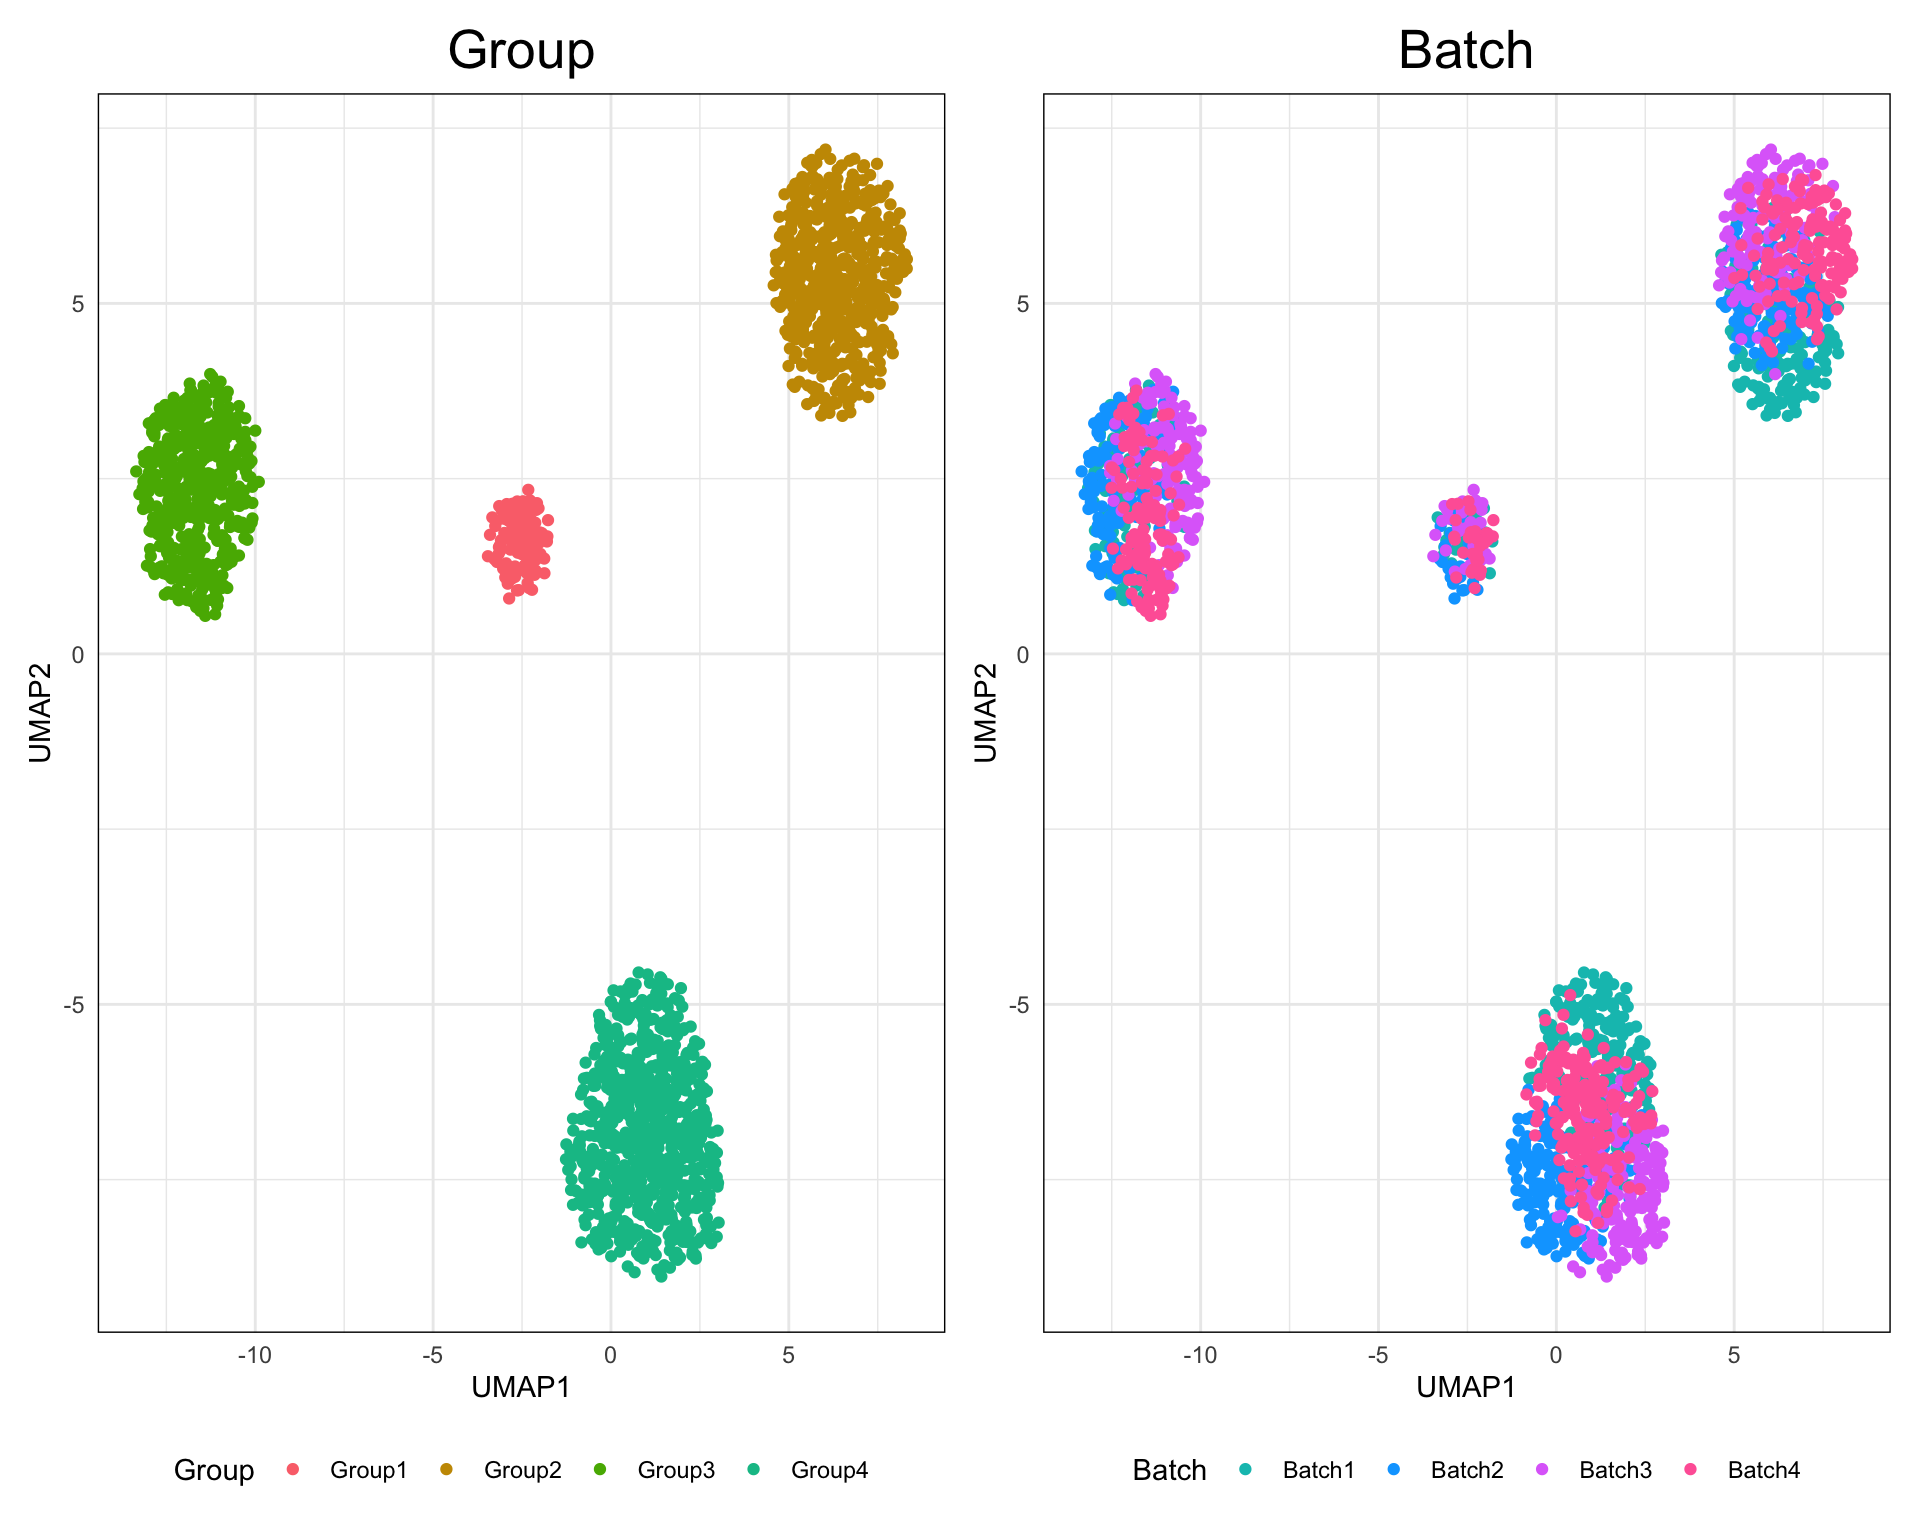 Group
Batch
5
0
-5
UMAP2
-10 -5 0 5
UMAP1
Group Group1 Group2 Group3 Group4
5
0
-5
UMAP2
-10 -5 0 5
UMAP1
Batch Batch1 Batch2 Batch3 Batch4